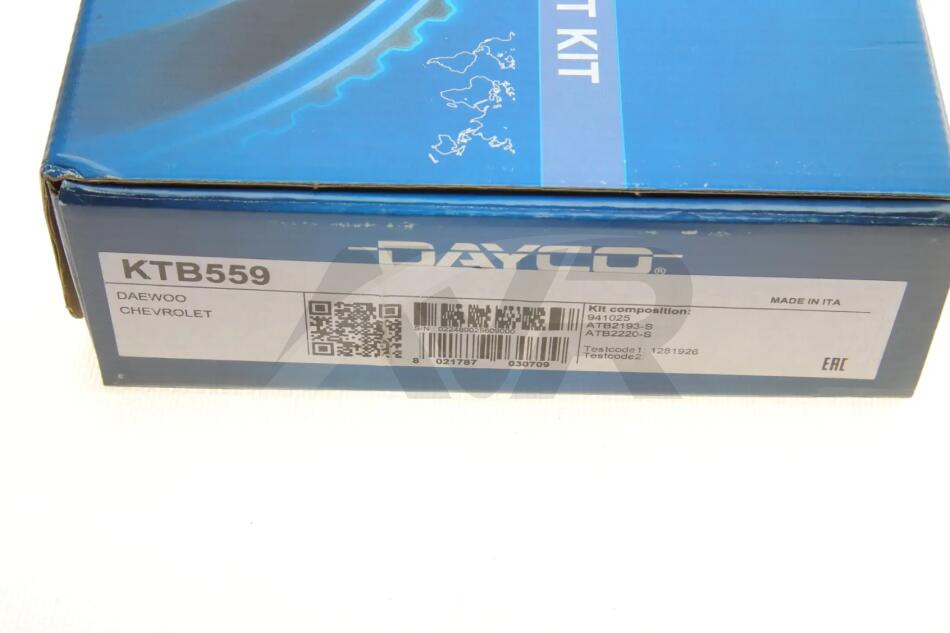 T KIT
DAYCO®
KTB559
MADE IN ITA
DAEWOO
CHEVROLET
Kit composition:
941025
ATB2193-S
ATB2220-S
Testcode1: 1281926
Testcode2:
8 021787 030709
EAC
AVR